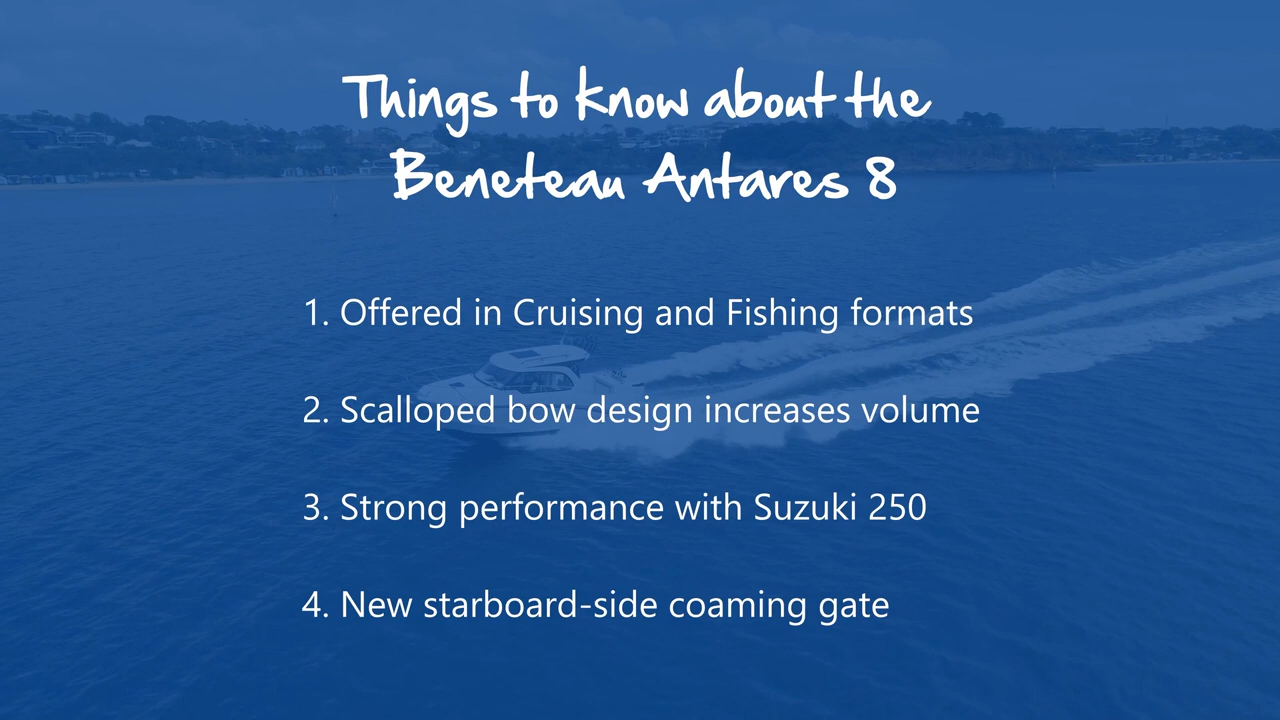 Things to know about the
Beneteau Antares 8
1. Offered in Cruising and Fishing formats
2. Scalloped bow design increases volume
3. Strong performance with Suzuki 250
4. New starboard-side coaming gate